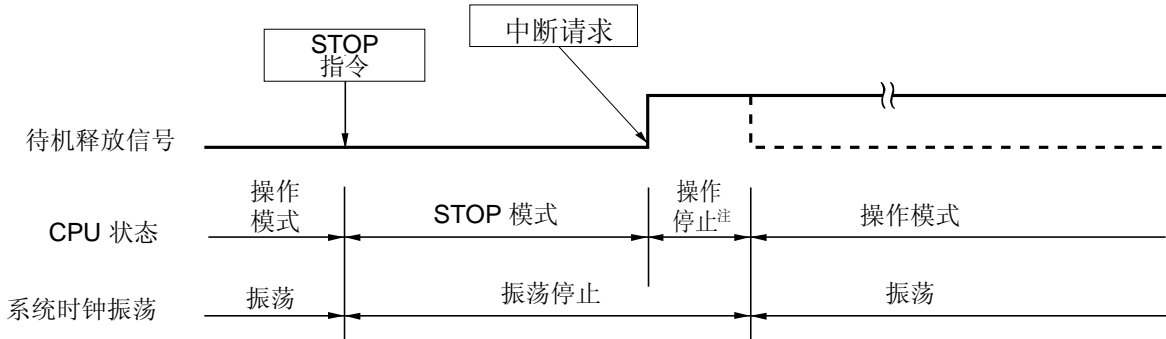 STOP
指令
中断请求
待机释放信号
CPU 状态
操作
模式
STOP 模式
操作
停止注
操作模式
系统时钟振荡
振荡
振荡停止
振荡